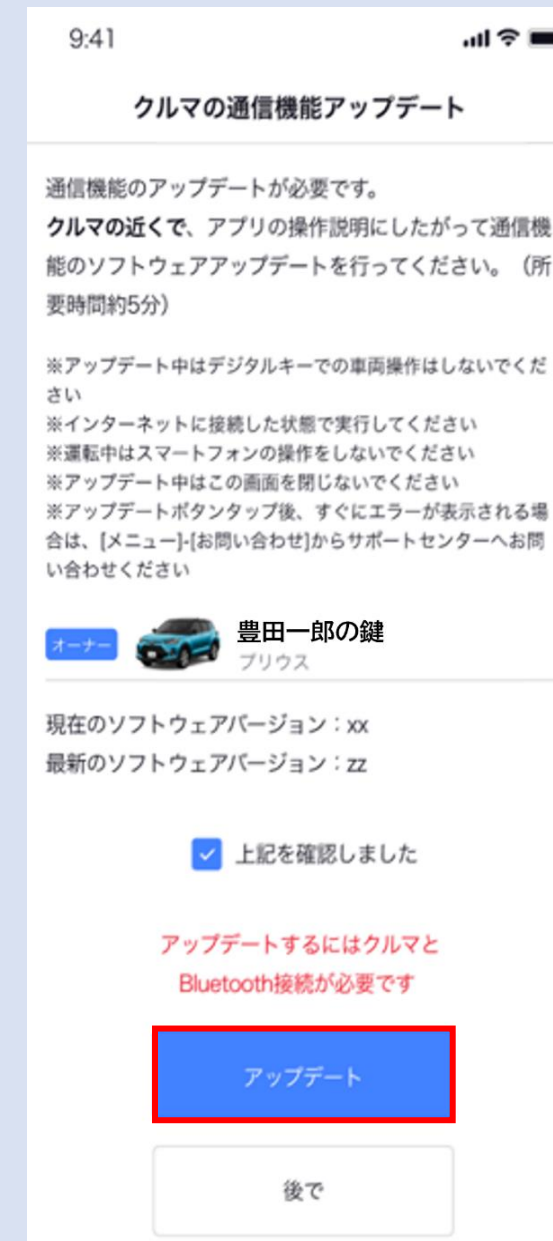 9:41
クルマの通信機能アップデート
通信機能のアップデートが必要です。
クルマの近くで、アプリの操作説明にしたがって通信機
能のソフトウェアアップデートを行ってください。（所
要時間約5分）
※アップデート中はデジタルキーでの車両操作はしないでくだ
さい
※インターネットに接続した状態で実行してください
※運転中はスマートフォンの操作をしないでください
※アップデート中はこの画面を閉じないでください
※アップデートボタンタップ後、すぐにエラーが表示される場
合は、[メニュー]-[お問い合わせ]からサポートセンターへお問
い合わせください
オーナー
豊田一郎の鍵
プリウス
現在のソフトウェアバージョン：xx
最新のソフトウェアバージョン：zz
上記を確認しました
アップデートするにはクルマと
Bluetooth接続が必要です
アップデート
後で